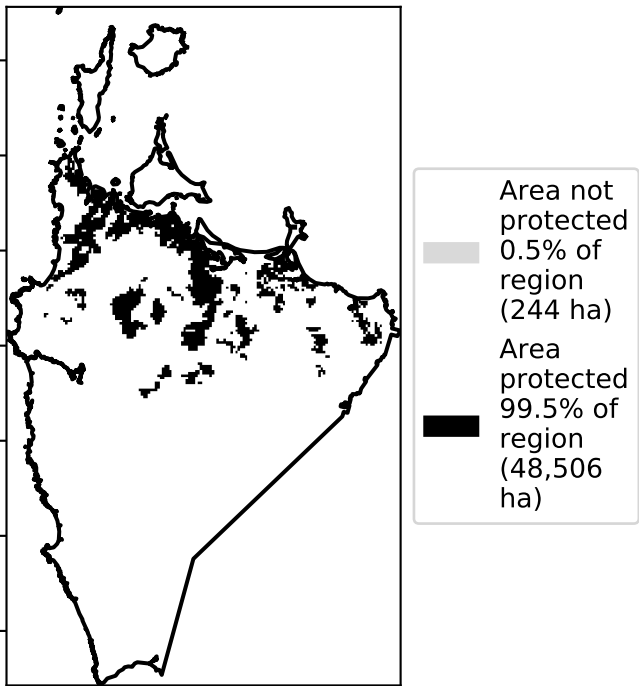 Area not
protected
0.5% of
region
(244 ha)
Area
protected
99.5% of
region
(48,506
ha)